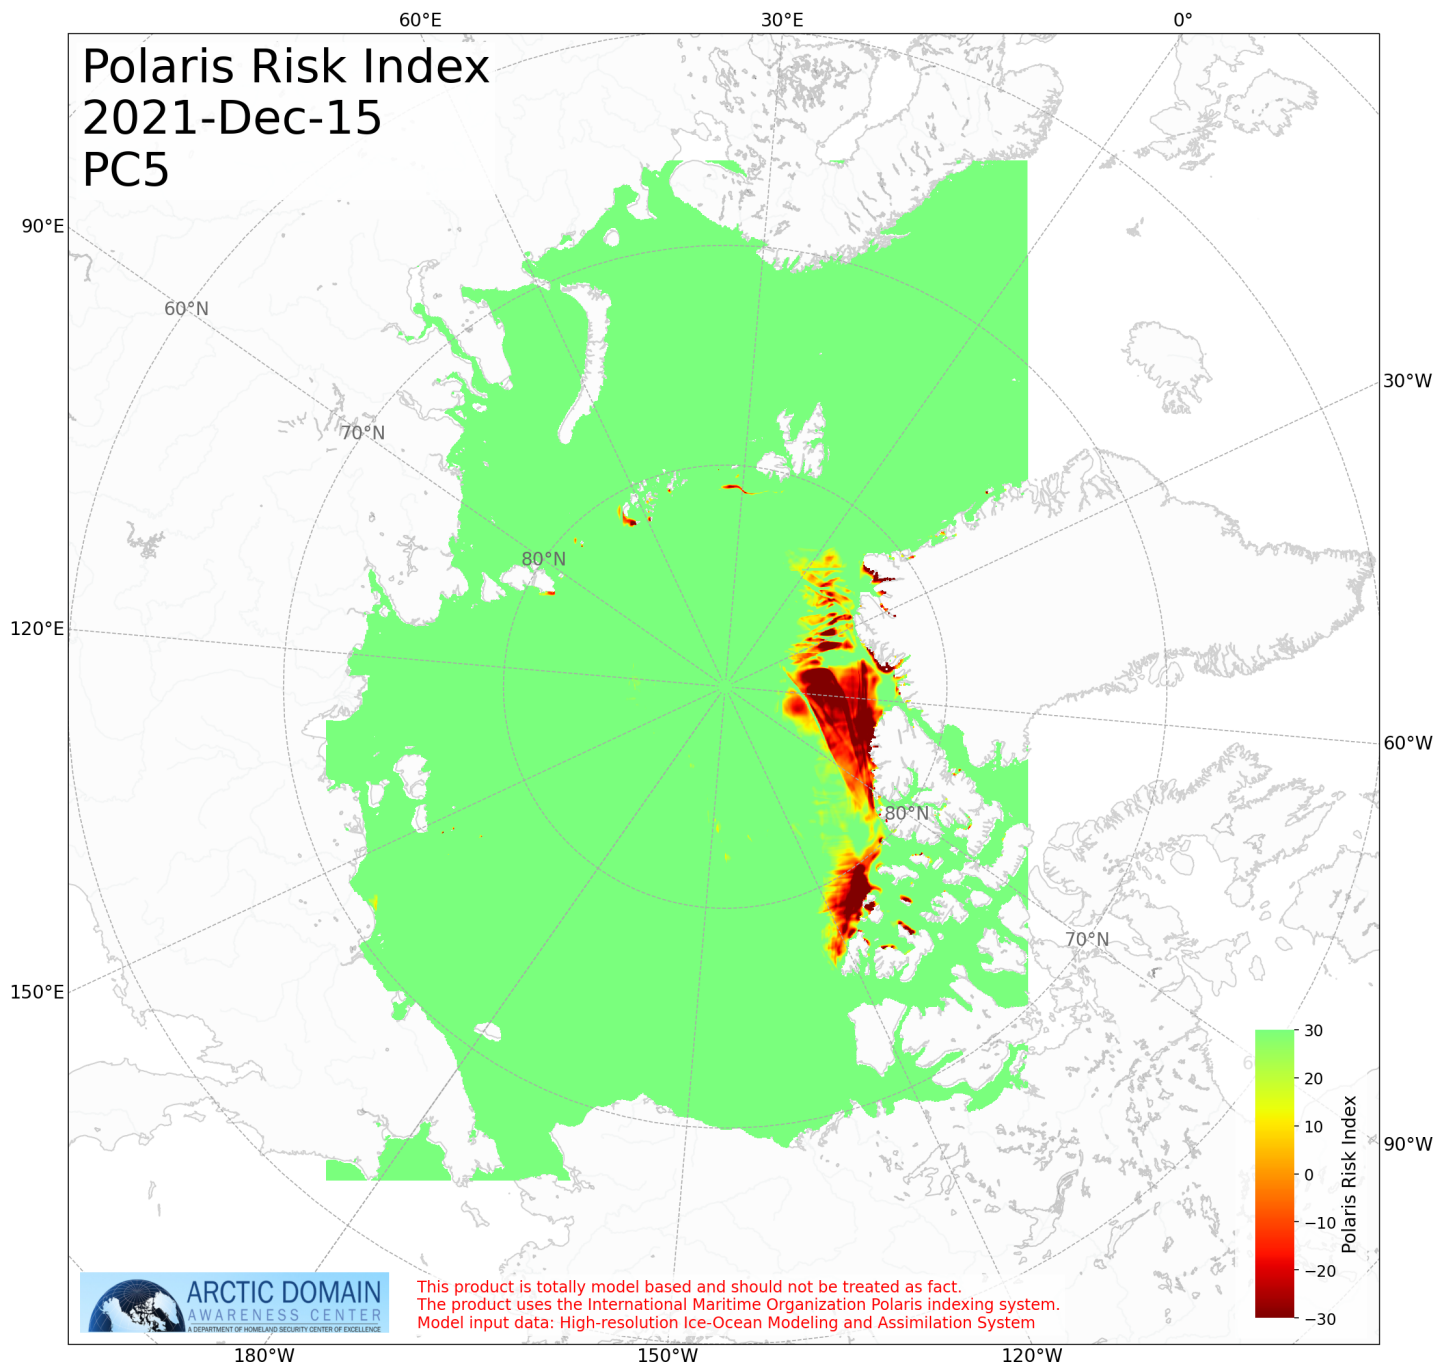 60°E 30°E 0°
Polaris Risk Index
2021-Dec-15
PC5
90°E
60°N
30°W
70°N
80°N
120°E
60°W
80°N
70°N
150°E
30
20
10
0
−10
−20
−30
Polaris Risk Index
90°W
ARCTIC DOMAIN
AWARENESS CENTER
A DEPARTMENT OF HOMELAND SECURITY CENTER OF EXCELLENCE
This product is totally model based and should not be treated as fact.
The product uses the International Maritime Organization Polaris indexing system.
Model input data: High-resolution Ice-Ocean Modeling and Assimilation System
180°W 150°W 120°W